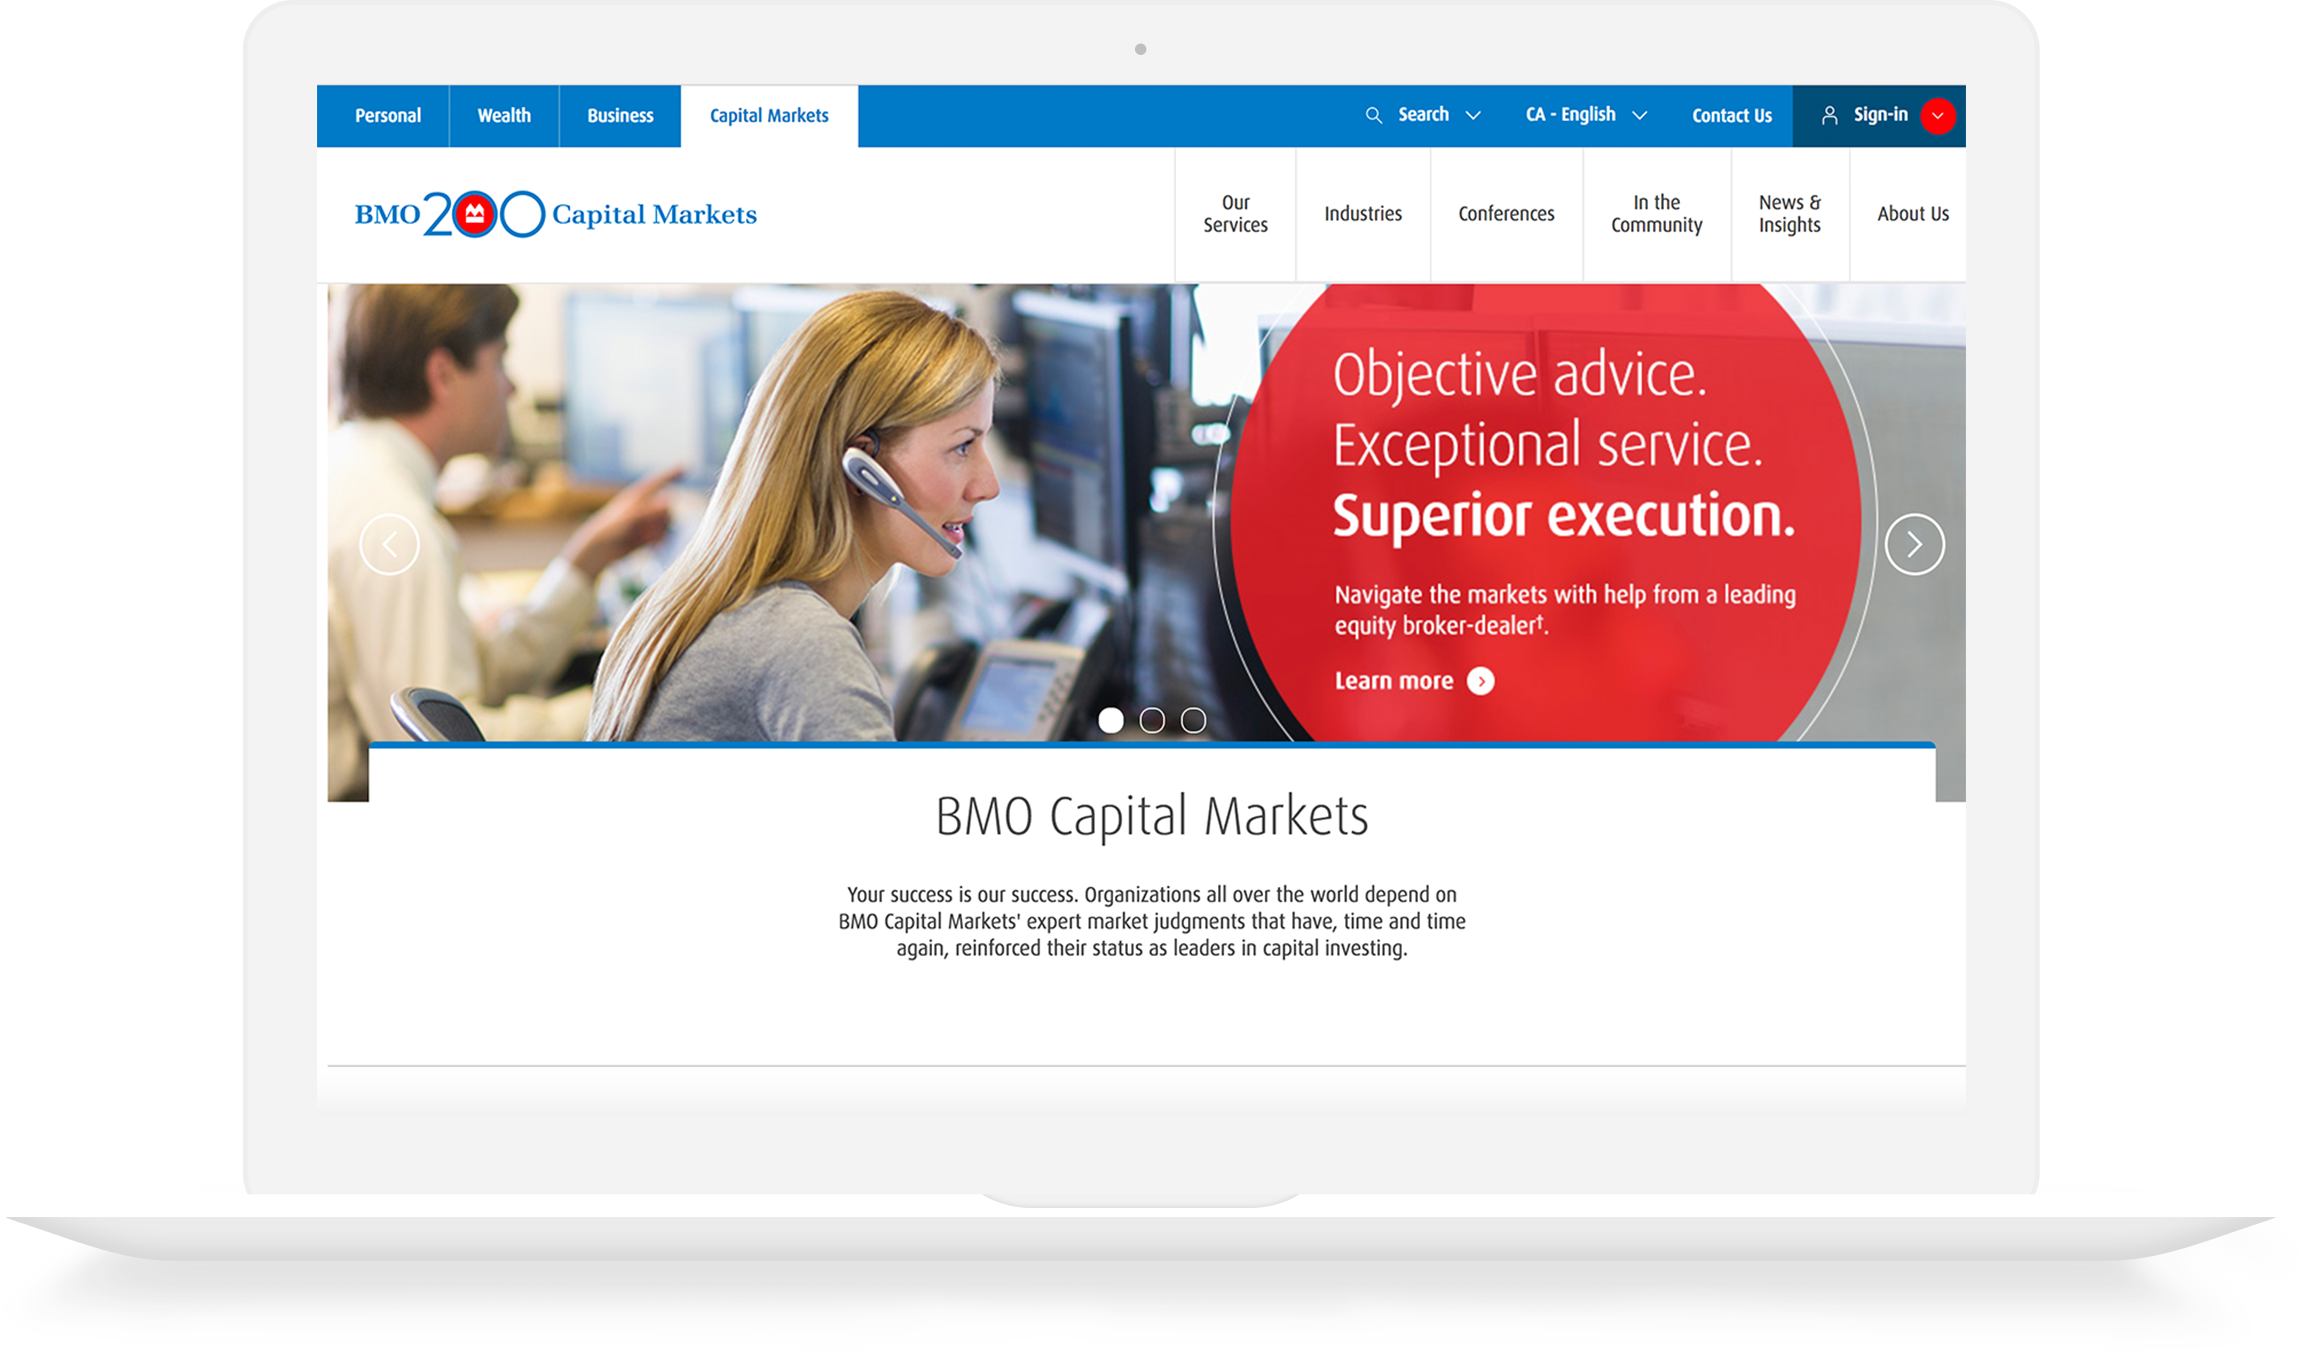 Personal
Wealth
Business
Capital Markets
Search
CA - English
Contact Us
Sign-in
BMO 200 Capital Markets
Our
Services
Industries
Conferences
In the
Community
News &
Insights
About Us
Objective advice.
Exceptional service.
Superior execution.
Navigate the markets with help from a leading
equity broker-dealer†.
Learn more
BMO Capital Markets
Your success is our success. Organizations all over the world depend on
BMO Capital Markets' expert market judgments that have, time and time
again, reinforced their status as leaders in capital investing.